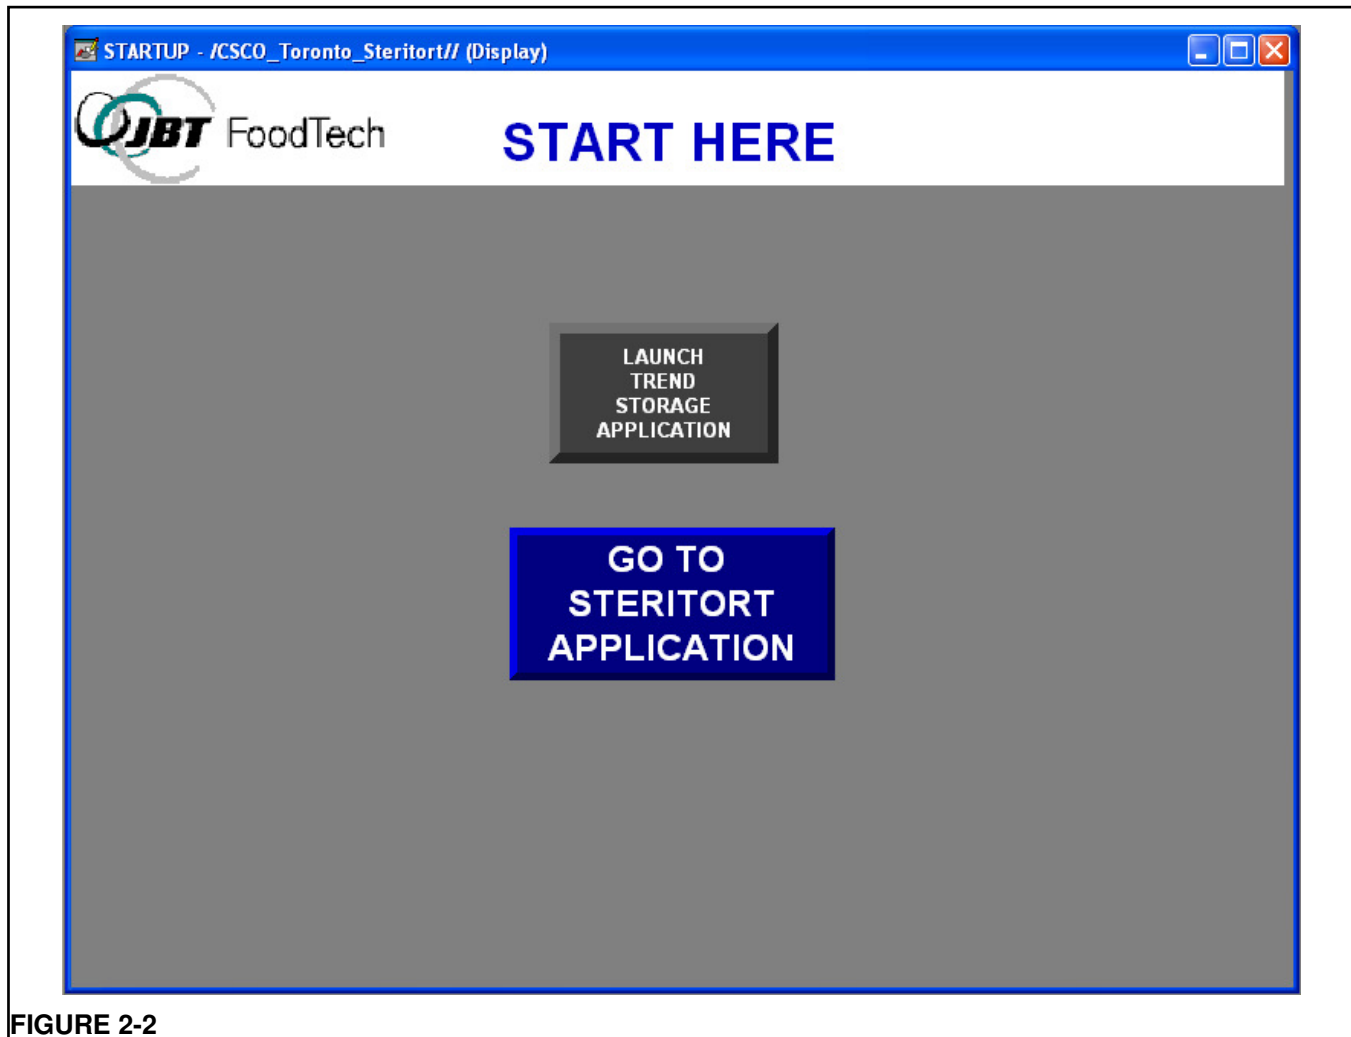 STARTUP - /CSCO_Toronto_Steritort// (Display)
JBT FoodTech
START HERE
LAUNCH
TREND
STORAGE
APPLICATION
GO TO
STERITORT
APPLICATION
FIGURE 2-2